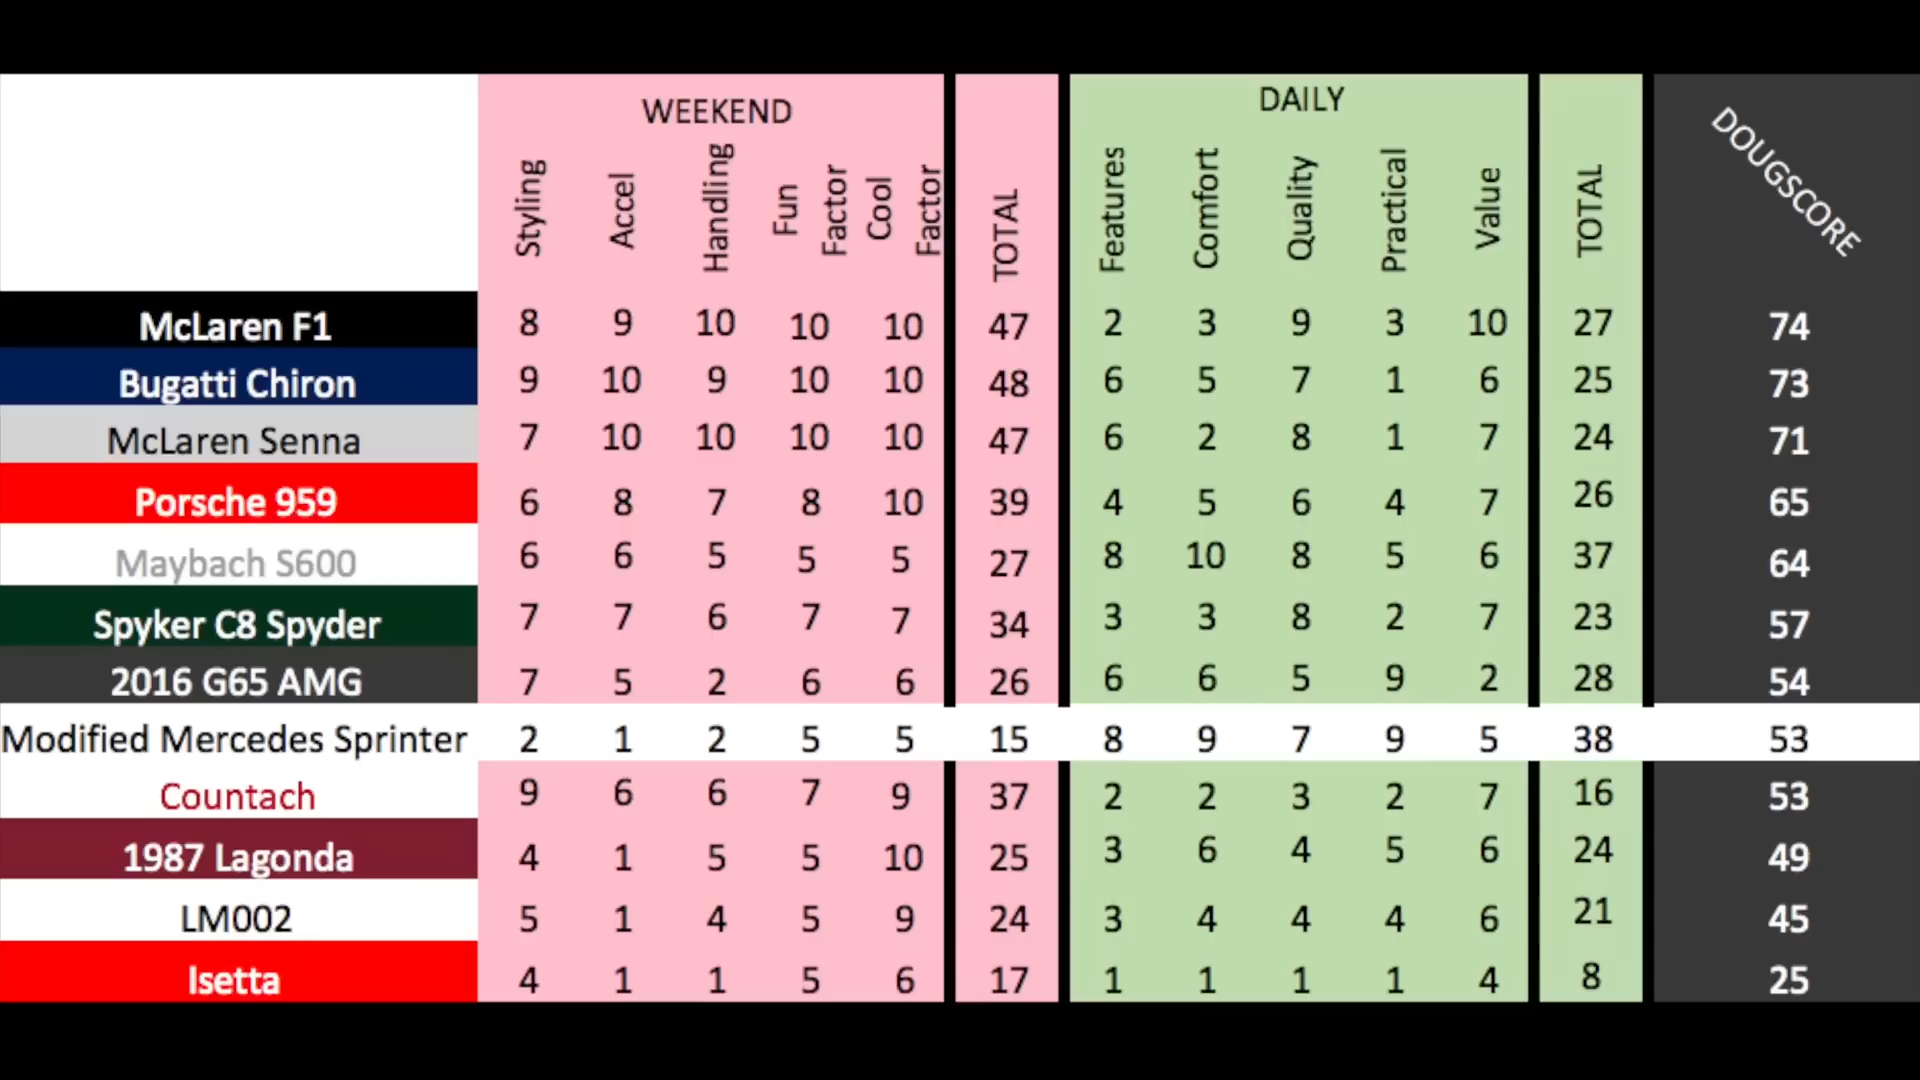 WEEKEND
DAILY
Styling Accel Handling Fun Factor Cool Factor TOTAL Features Comfort Quality Practical Value TOTAL DOUGSCORE
McLaren F1 8 9 10 10 10 47 2 3 9 3 10 27 74
Bugatti Chiron 9 10 9 10 10 48 6 5 7 1 6 25 73
McLaren Senna 7 10 10 10 10 47 6 2 8 1 7 24 71
Porsche 959 6 8 7 8 10 39 4 5 6 4 7 26 65
Maybach S600 6 6 5 5 5 27 8 10 8 5 6 37 64
Spyker C8 Spyder 7 7 6 7 7 34 3 3 8 2 7 23 57
2016 G65 AMG 7 5 2 6 6 26 6 6 5 9 2 28 54
Modified Mercedes Sprinter 2 1 2 5 5 15 8 9 7 9 5 38 53
Countach 9 6 6 7 9 37 2 2 3 2 7 16 53
1987 Lagonda 4 1 5 5 10 25 3 6 4 5 6 24 49
LM002 5 1 4 5 9 24 3 4 4 4 6 21 45
Isetta 4 1 1 5 6 17 1 1 1 1 4 8 25